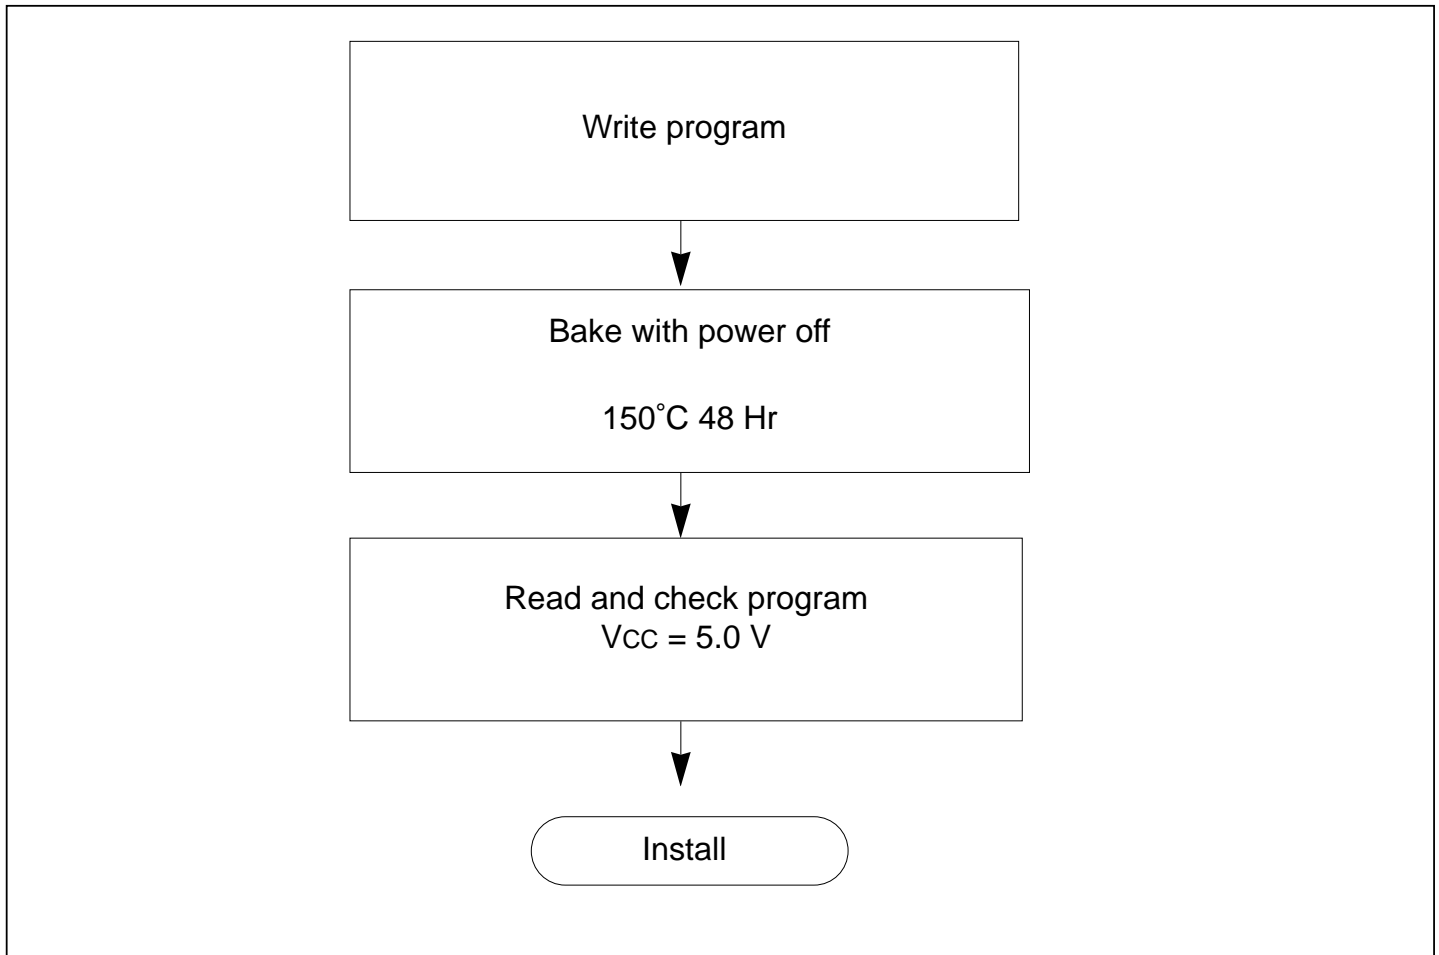 Write program
Bake with power off
150˚C 48 Hr
Read and check program
VCC = 5.0 V
Install